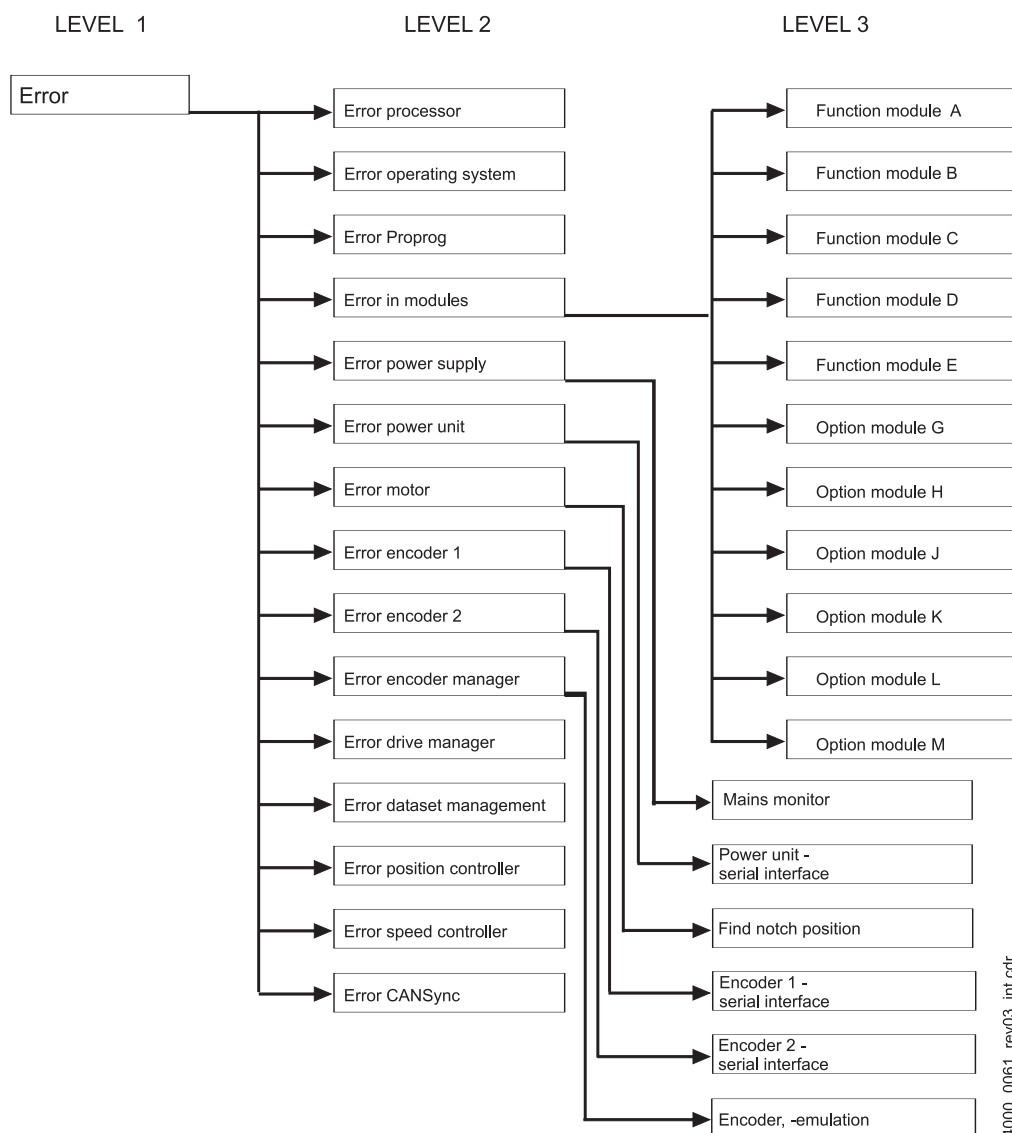 LEVEL 1
LEVEL 2
LEVEL 3
Error
Error processor
Error operating system
Error Proprog
Error in modules
Error power supply
Error power unit
Error motor
Error encoder 1
Error encoder 2
Error encoder manager
Error drive manager
Error dataset management
Error position controller
Error speed controller
Error CANSync
Function module A
Function module B
Function module C
Function module D
Function module E
Option module G
Option module H
Option module J
Option module K
Option module L
Option module M
Mains monitor
Power unit -
serial interface
Find notch position
Encoder 1 -
serial interface
Encoder 2 -
serial interface
Encoder, -emulation
4000_0061_rev03_int.cdr